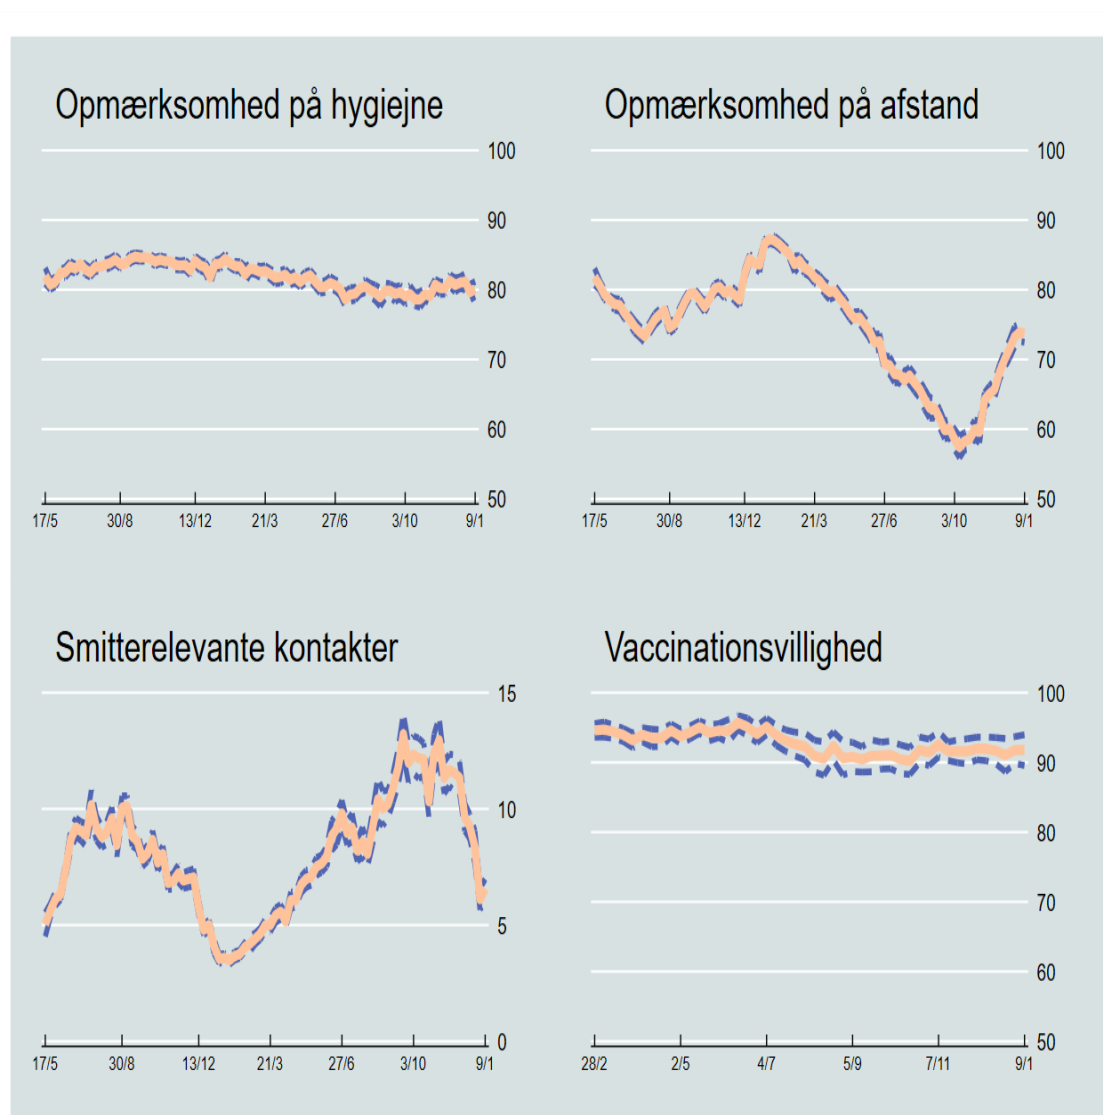 Opmærksomhed på hygiejne
100
90
80
70
60
50
17/5 30/8 13/12 21/3 27/6 3/10 9/1
Opmærksomhed på afstand
100
90
80
70
60
50
17/5 30/8 13/12 21/3 27/6 3/10 9/1
Smitterelevante kontakter
15
10
5
0
17/5 30/8 13/12 21/3 27/6 3/10 9/1
Vaccinationsvillighed
100
90
80
70
60
50
28/2 2/5 4/7 5/9 7/11 9/1